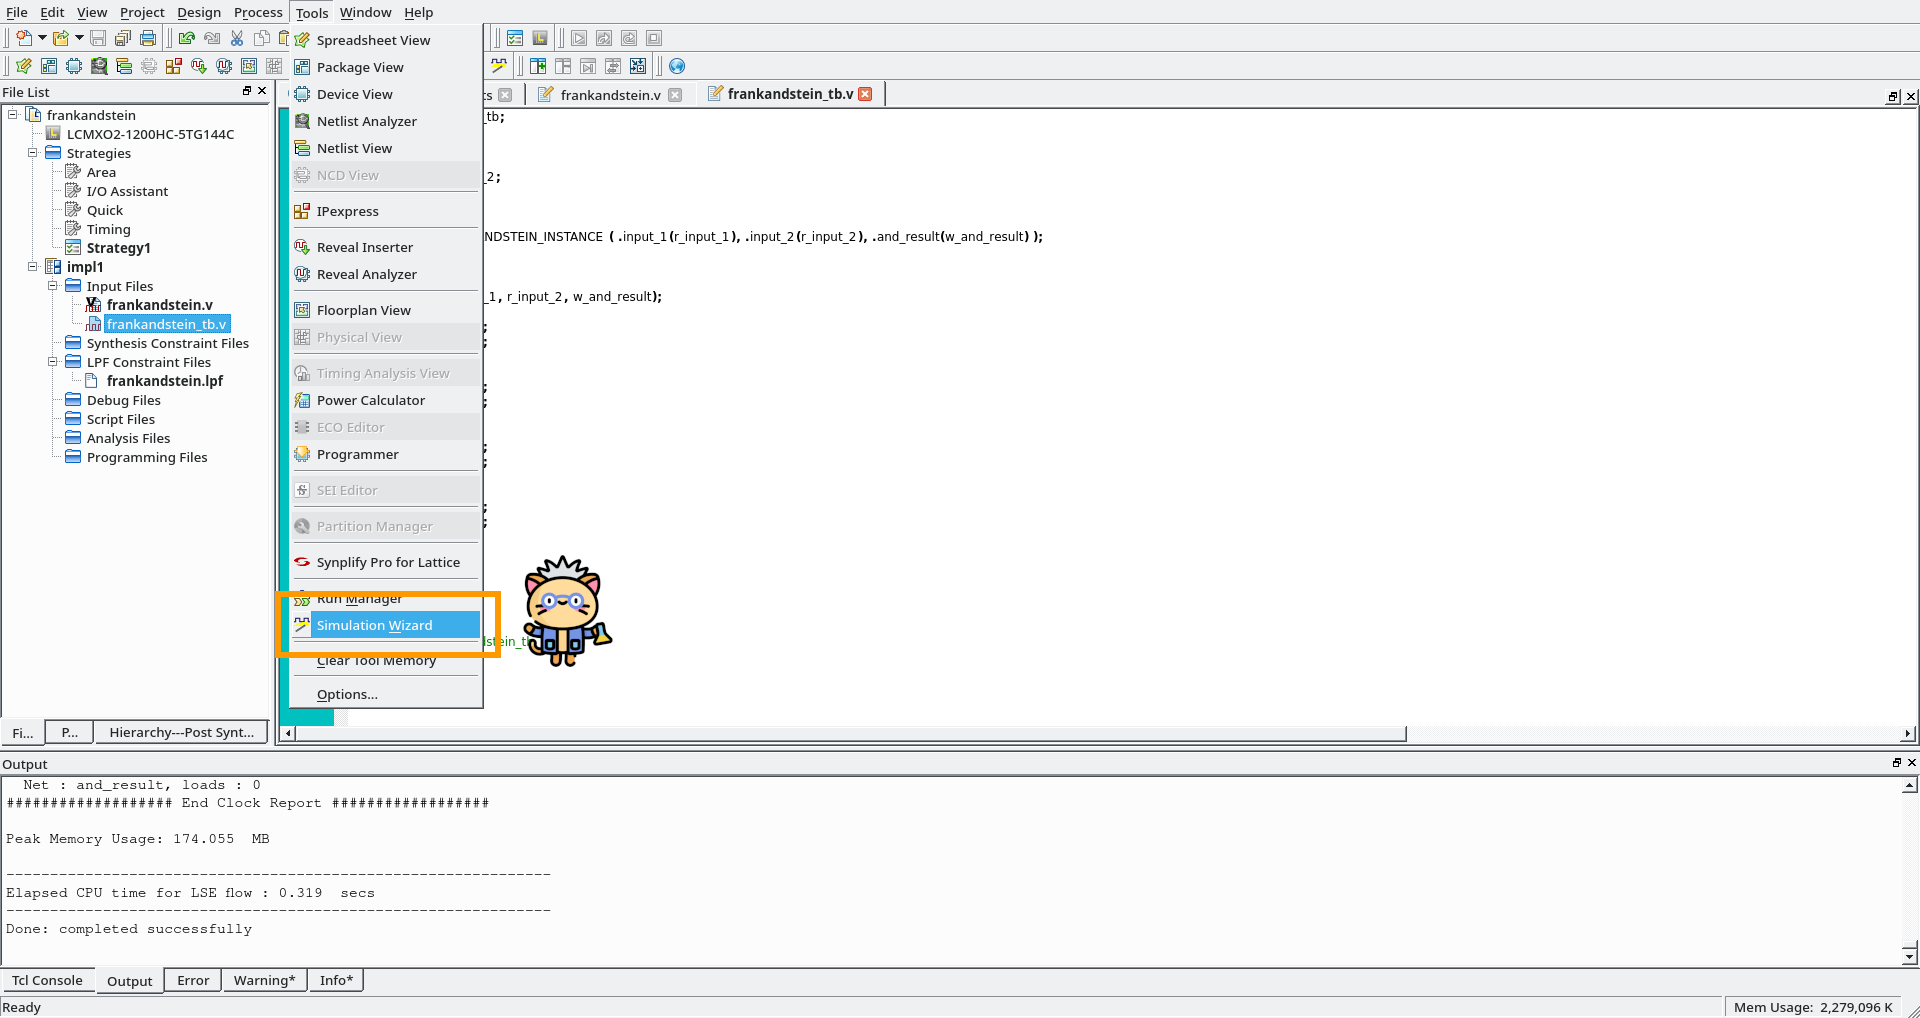 File Edit View Project Design Process Tools Window Help
File List
frankandstein
LCMXO2-1200HC-5TG144C
Strategies
Area
I/O Assistant
Quick
Timing
Strategy1
impl1
Input Files
frankandstein.v
frankandstein_tb.v
Synthesis Constraint Files
LPF Constraint Files
frankandstein.lpf
Debug Files
Script Files
Analysis Files
Programming Files
Fi... P... Hierarchy---Post Synt...
Spreadsheet View
Package View
Device View
Netlist Analyzer
Netlist View
NCD View
IPexpress
Reveal Inserter
Reveal Analyzer
Floorplan View
Physical View
Timing Analysis View
Power Calculator
ECO Editor
Programmer
SEI Editor
Partition Manager
Synplify Pro for Lattice
Run Manager
Simulation Wizard
Clear Tool Memory
Options...
ts frankandstein.v frankandstein_tb.v
_tb;
_2;
NDSTEIN_INSTANCE ( .input_1(r_input_1), .input_2(r_input_2), .and_result(w_and_result) );
_1, r_input_2, w_and_result);
;
;
;
;
;
;
;
;
dstein_tb
Output
Net : and_result, loads : 0
################### End Clock Report ##################
Peak Memory Usage: 174.055 MB
--------------------------------------------------------------
Elapsed CPU time for LSE flow : 0.319 secs
--------------------------------------------------------------
Done: completed successfully
Tcl Console Output Error Warning* Info*
Ready
Mem Usage: 2,279,096 K